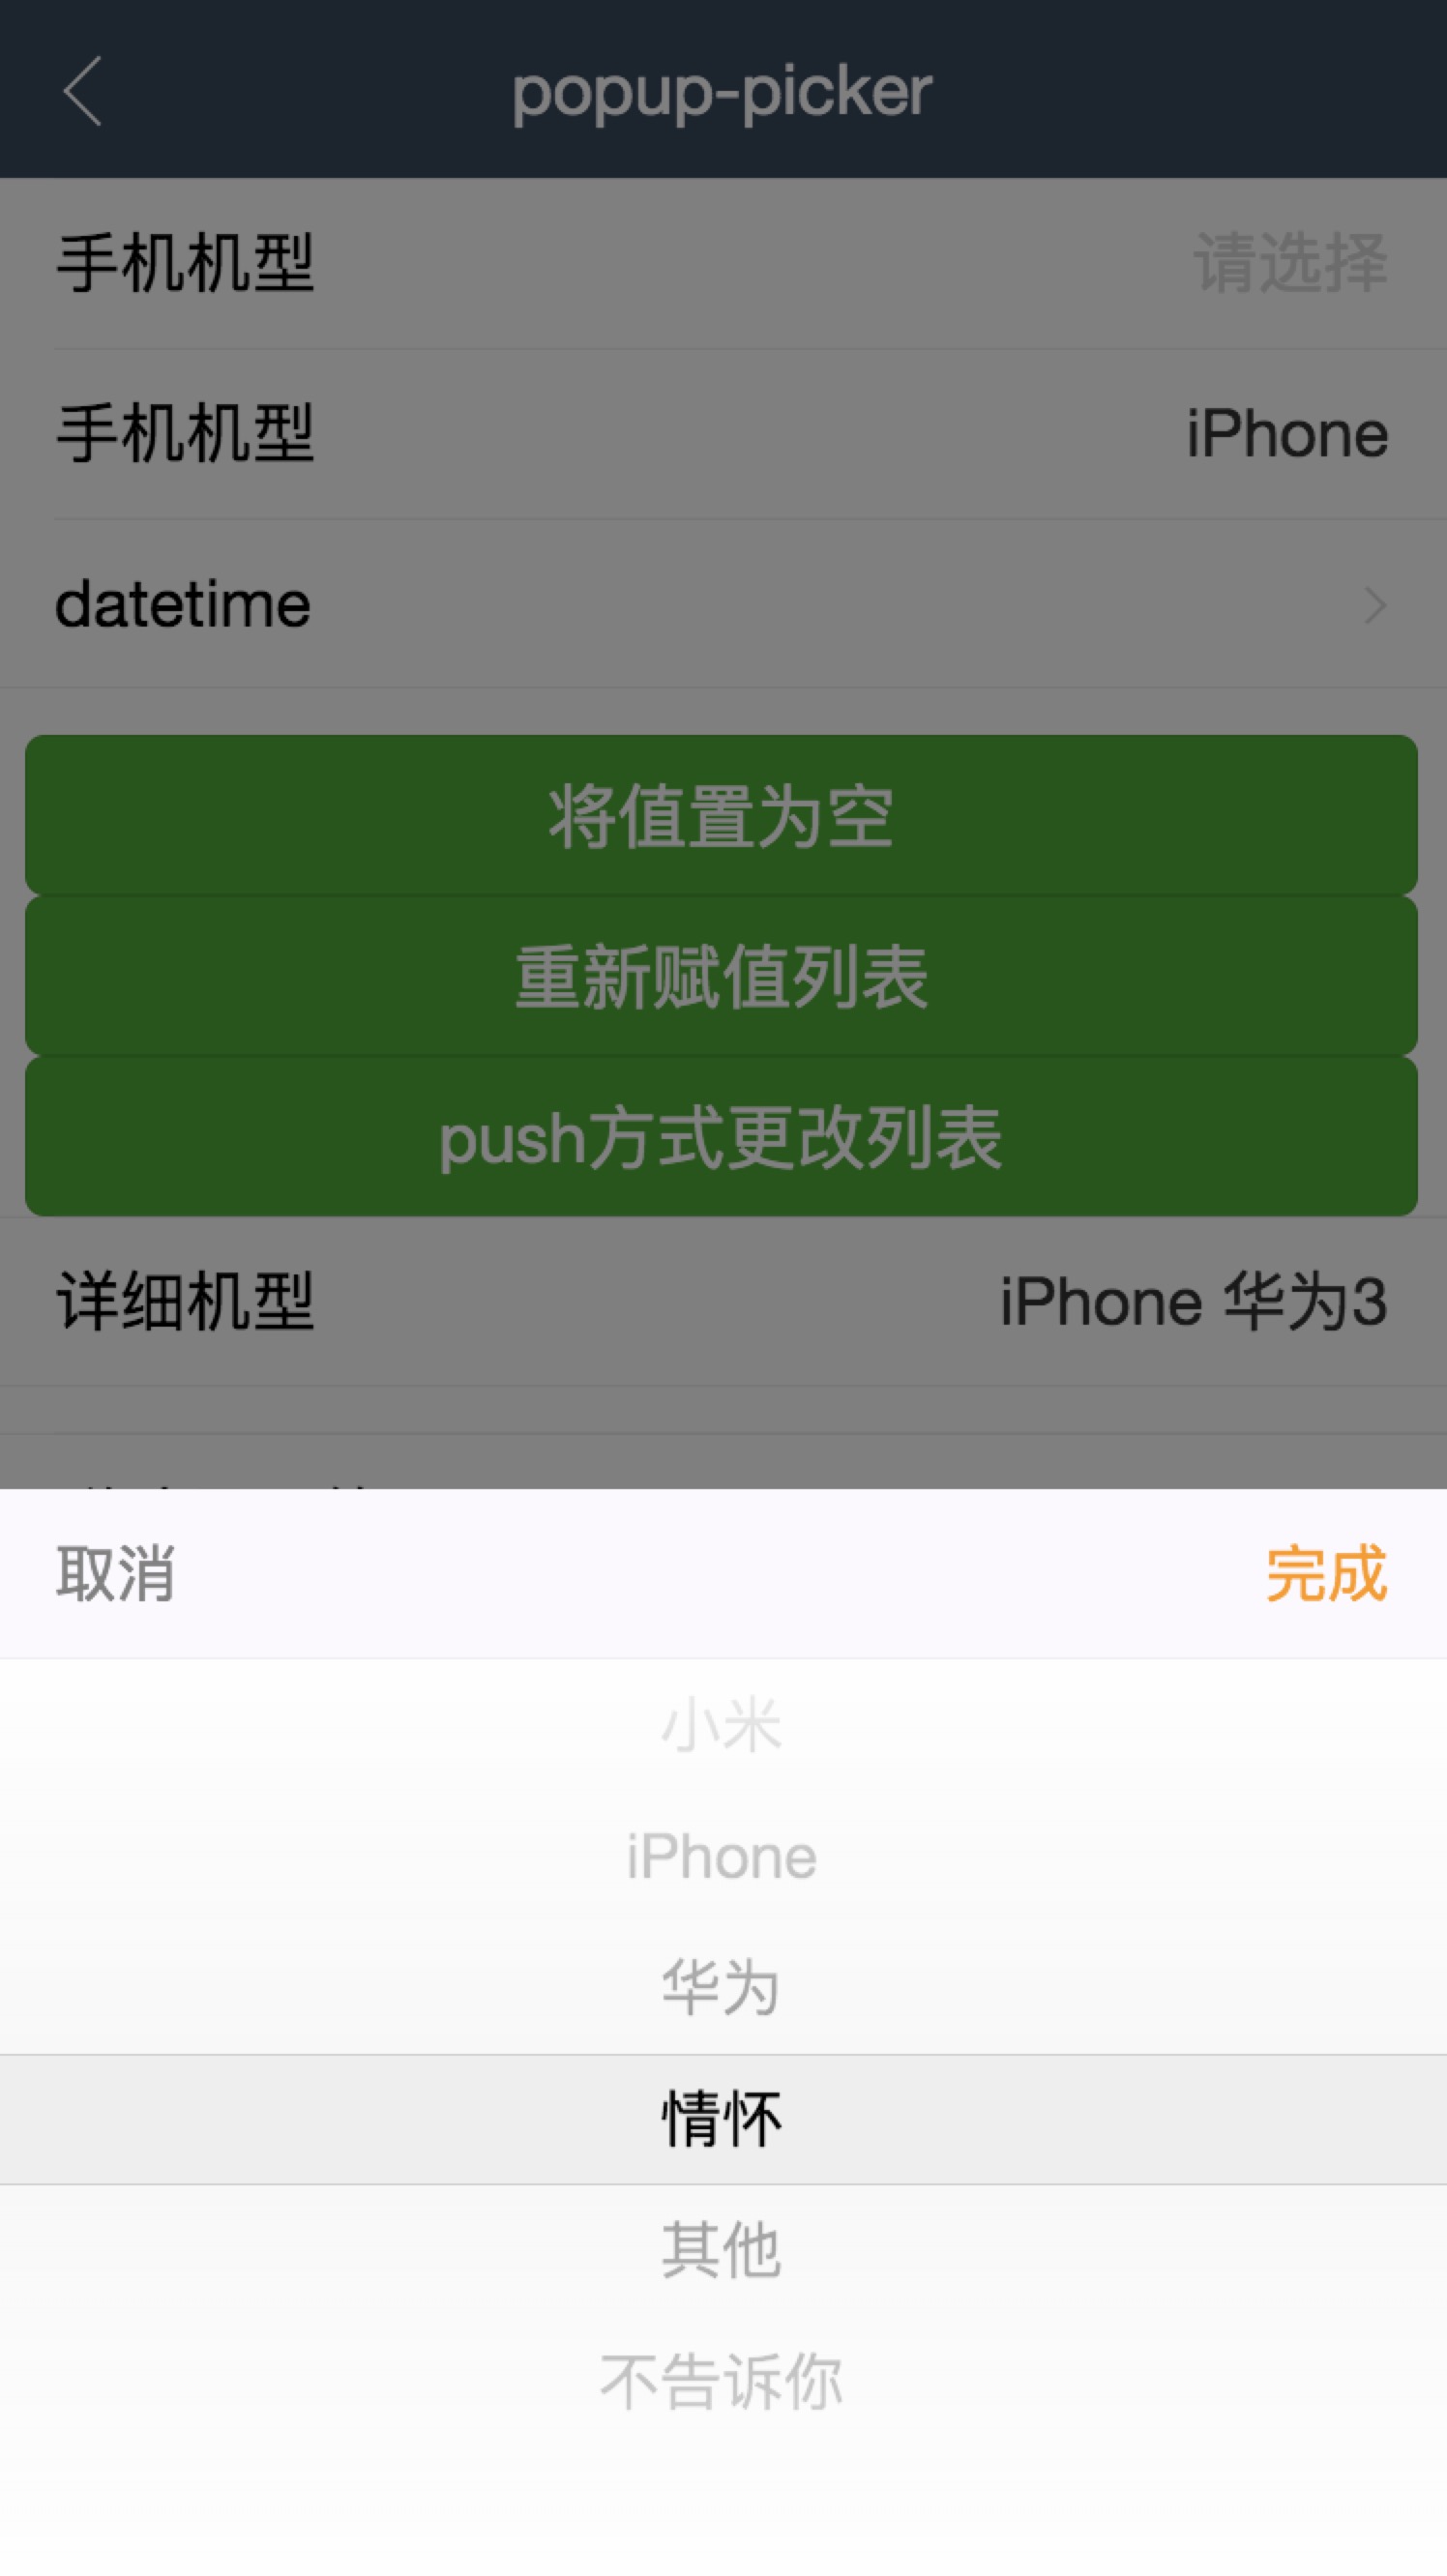 popup-picker
手机机型 请选择
手机机型 iPhone
datetime
将值置为空
重新赋值列表
push方式更改列表
详细机型 iPhone 华为3
取消 完成
小米
iPhone
华为
情怀
其他
不告诉你